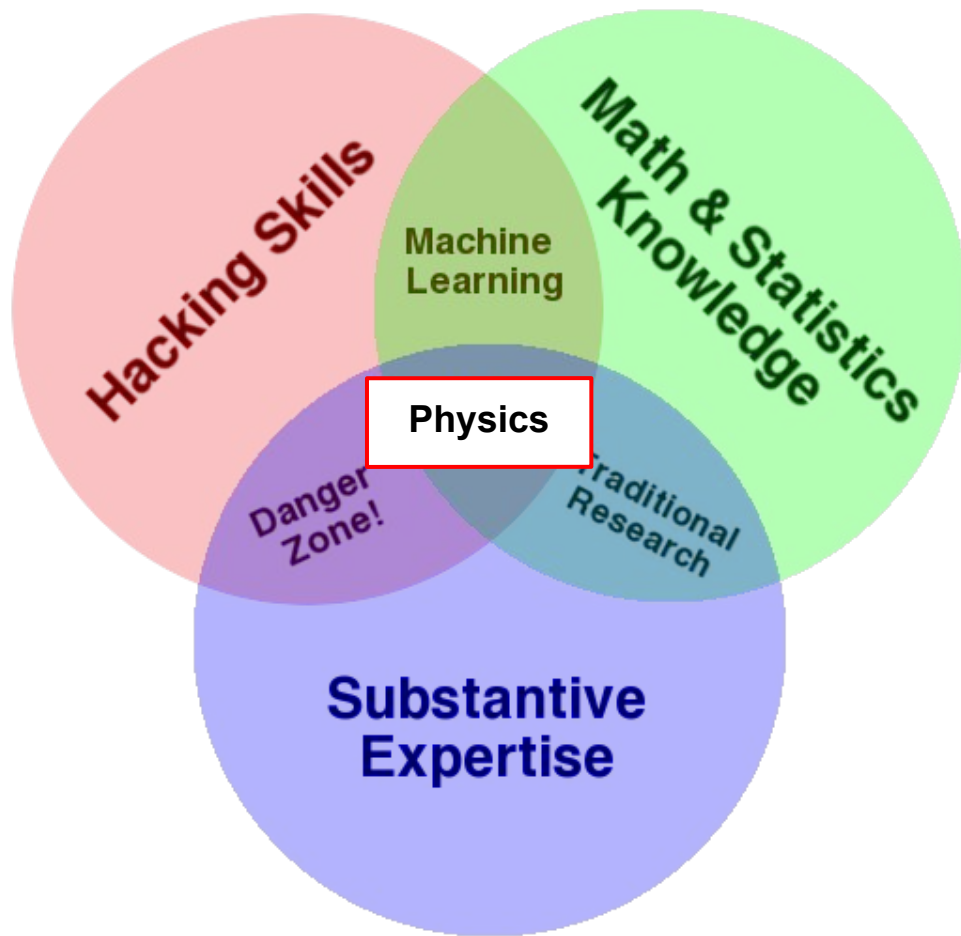 Hacking Skills
Math & Statistics
Knowledge
Machine
Learning
Physics
Danger
Zone!
Traditional
Research
Substantive
Expertise